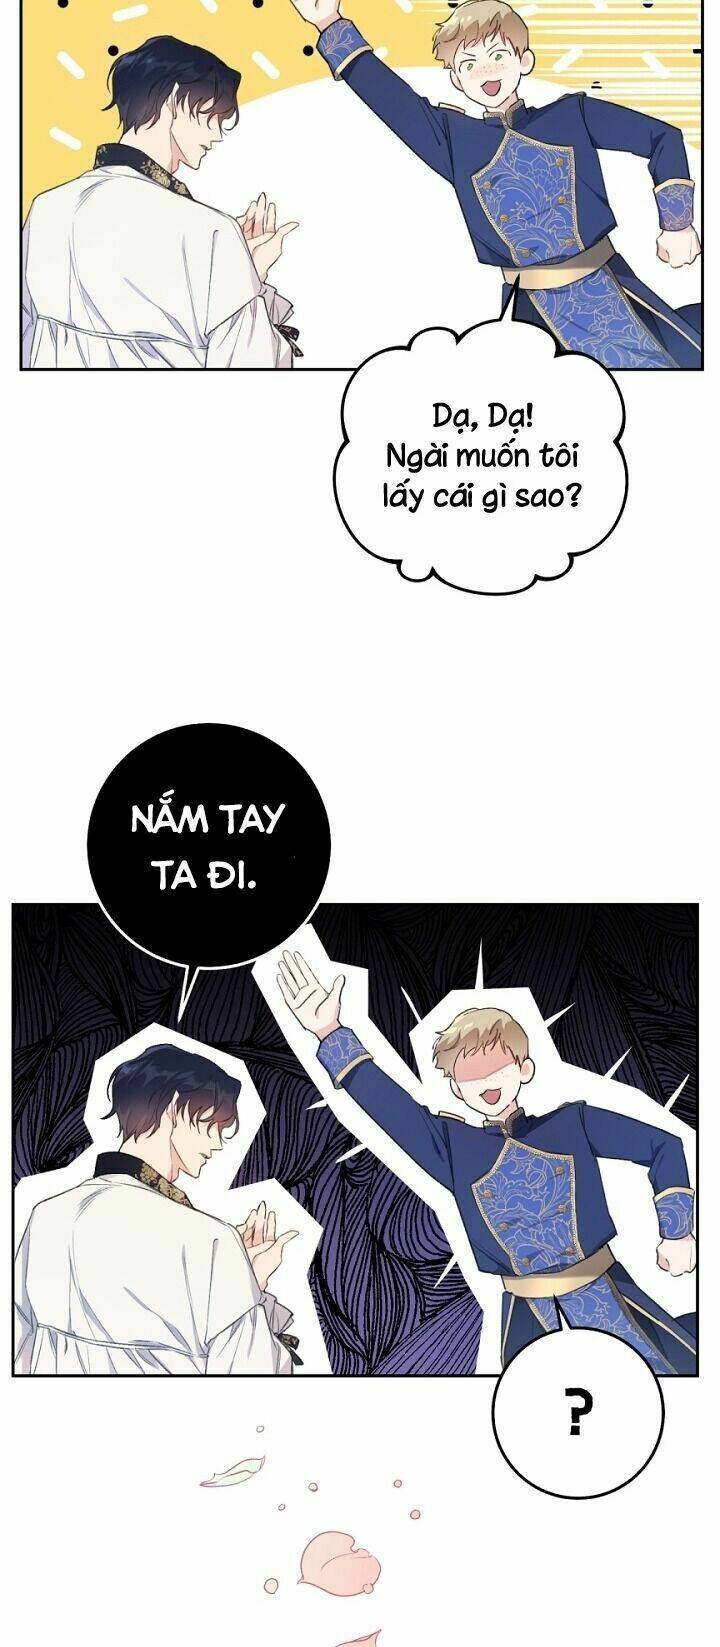 Dạ, Dạ!
Ngài muốn tôi
lấy cái gì sao?
NẮM TAY
TA ĐI.
?